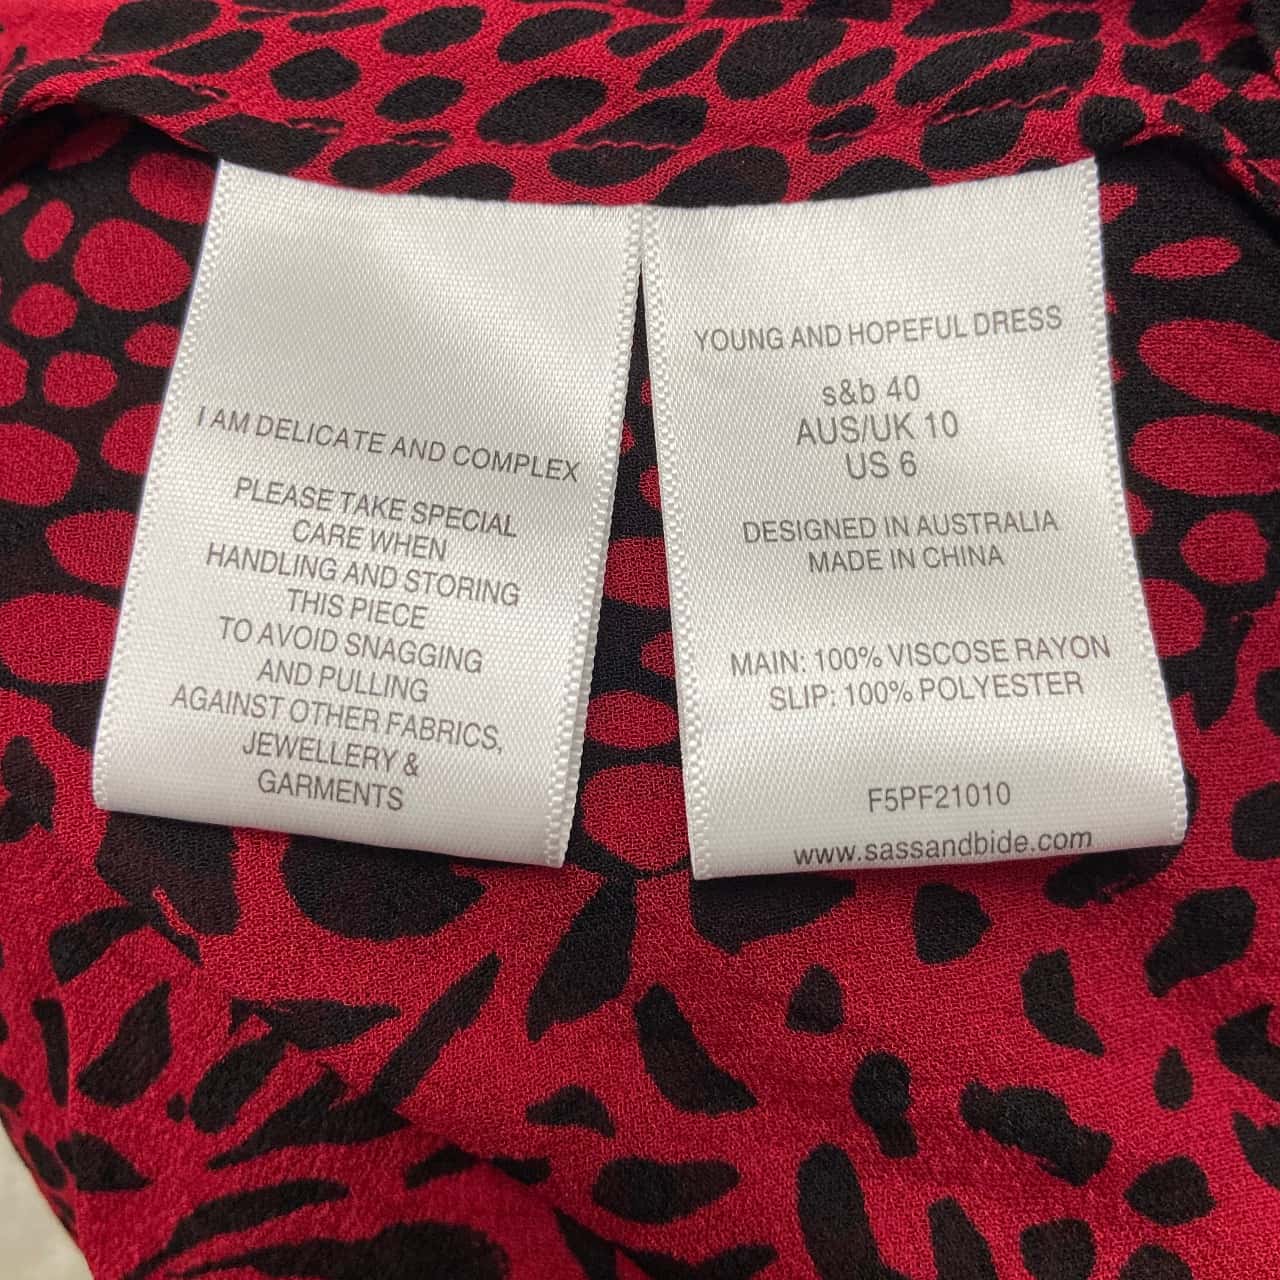 I AM DELICATE AND COMPLEX
PLEASE TAKE SPECIAL
CARE WHEN
HANDLING AND STORING
THIS PIECE
TO AVOID SNAGGING
AND PULLING
AGAINST OTHER FABRICS,
JEWELLERY &
GARMENTS
YOUNG AND HOPEFUL DRESS
s&b 40
AUS/UK 10
US 6
DESIGNED IN AUSTRALIA
MADE IN CHINA
MAIN: 100% VISCOSE RAYON
SLIP: 100% POLYESTER
F5PF21010
www.sassandbide.com